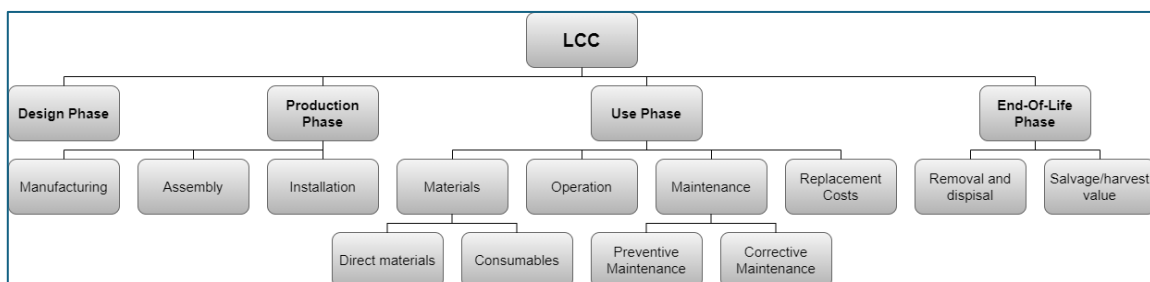 LCC
Design Phase
Production
Phase
Use Phase
End-Of-Life
Phase
Manufacturing
Assembly
Installation
Materials
Operation
Maintenance
Replacement
Costs
Removal and
dispisal
Salvage/harvest
value
Direct materials
Consumables
Preventive
Maintenance
Corrective
Maintenance